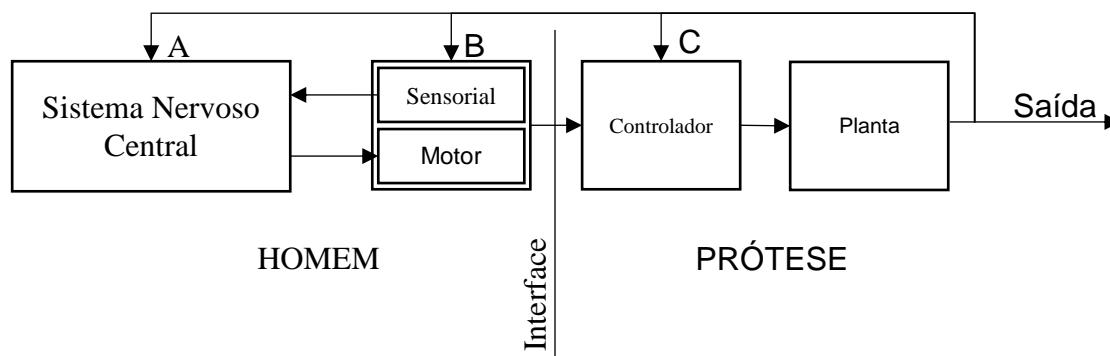 A
B
C
Sistema Nervoso
Central
Sensorial
Motor
Controlador
Planta
Saída
HOMEM
Interface
PRÓTESE